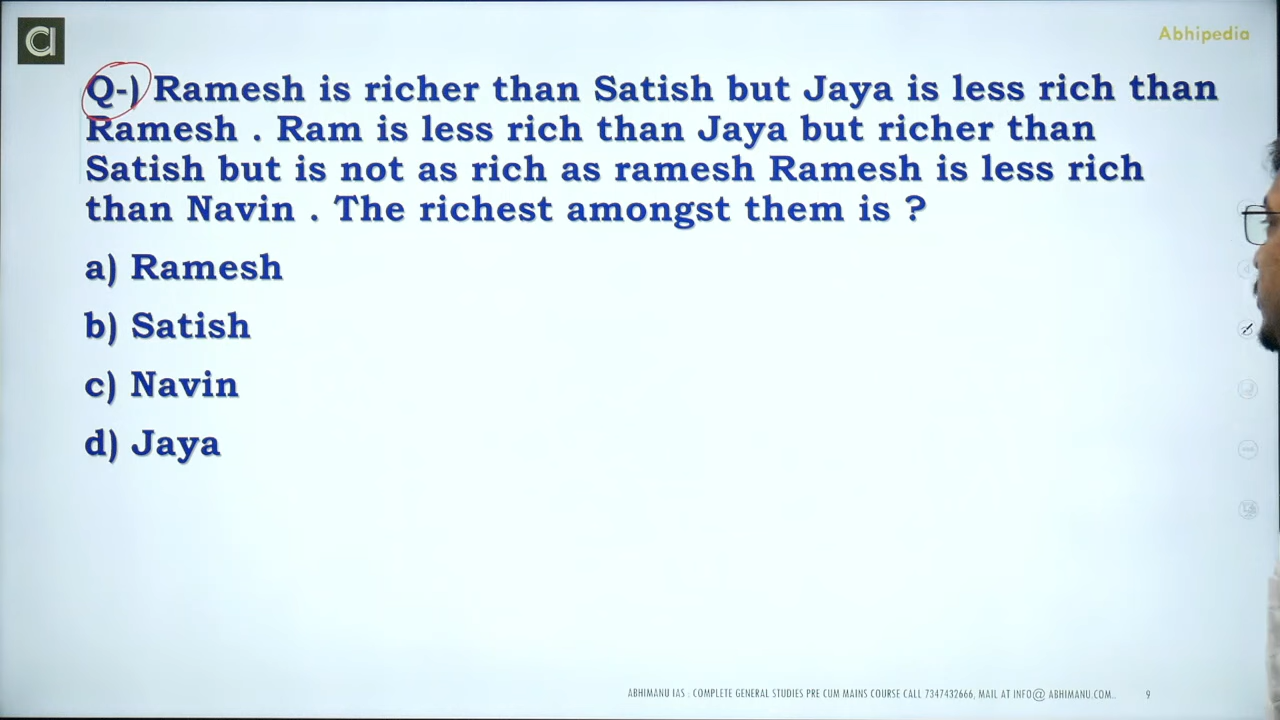 Abhipedia
Q-) Ramesh is richer than Satish but Jaya is less rich than
Ramesh . Ram is less rich than Jaya but richer than
Satish but is not as rich as ramesh Ramesh is less rich
than Navin . The richest amongst them is ?
a) Ramesh
b) Satish
c) Navin
d) Jaya
ABHIMANU IAS : COMPLETE GENERAL STUDIES PRE CUM MAINS COURSE CALL 7347432666, MAIL AT INFO@ ABHIMANU.COM.. 9